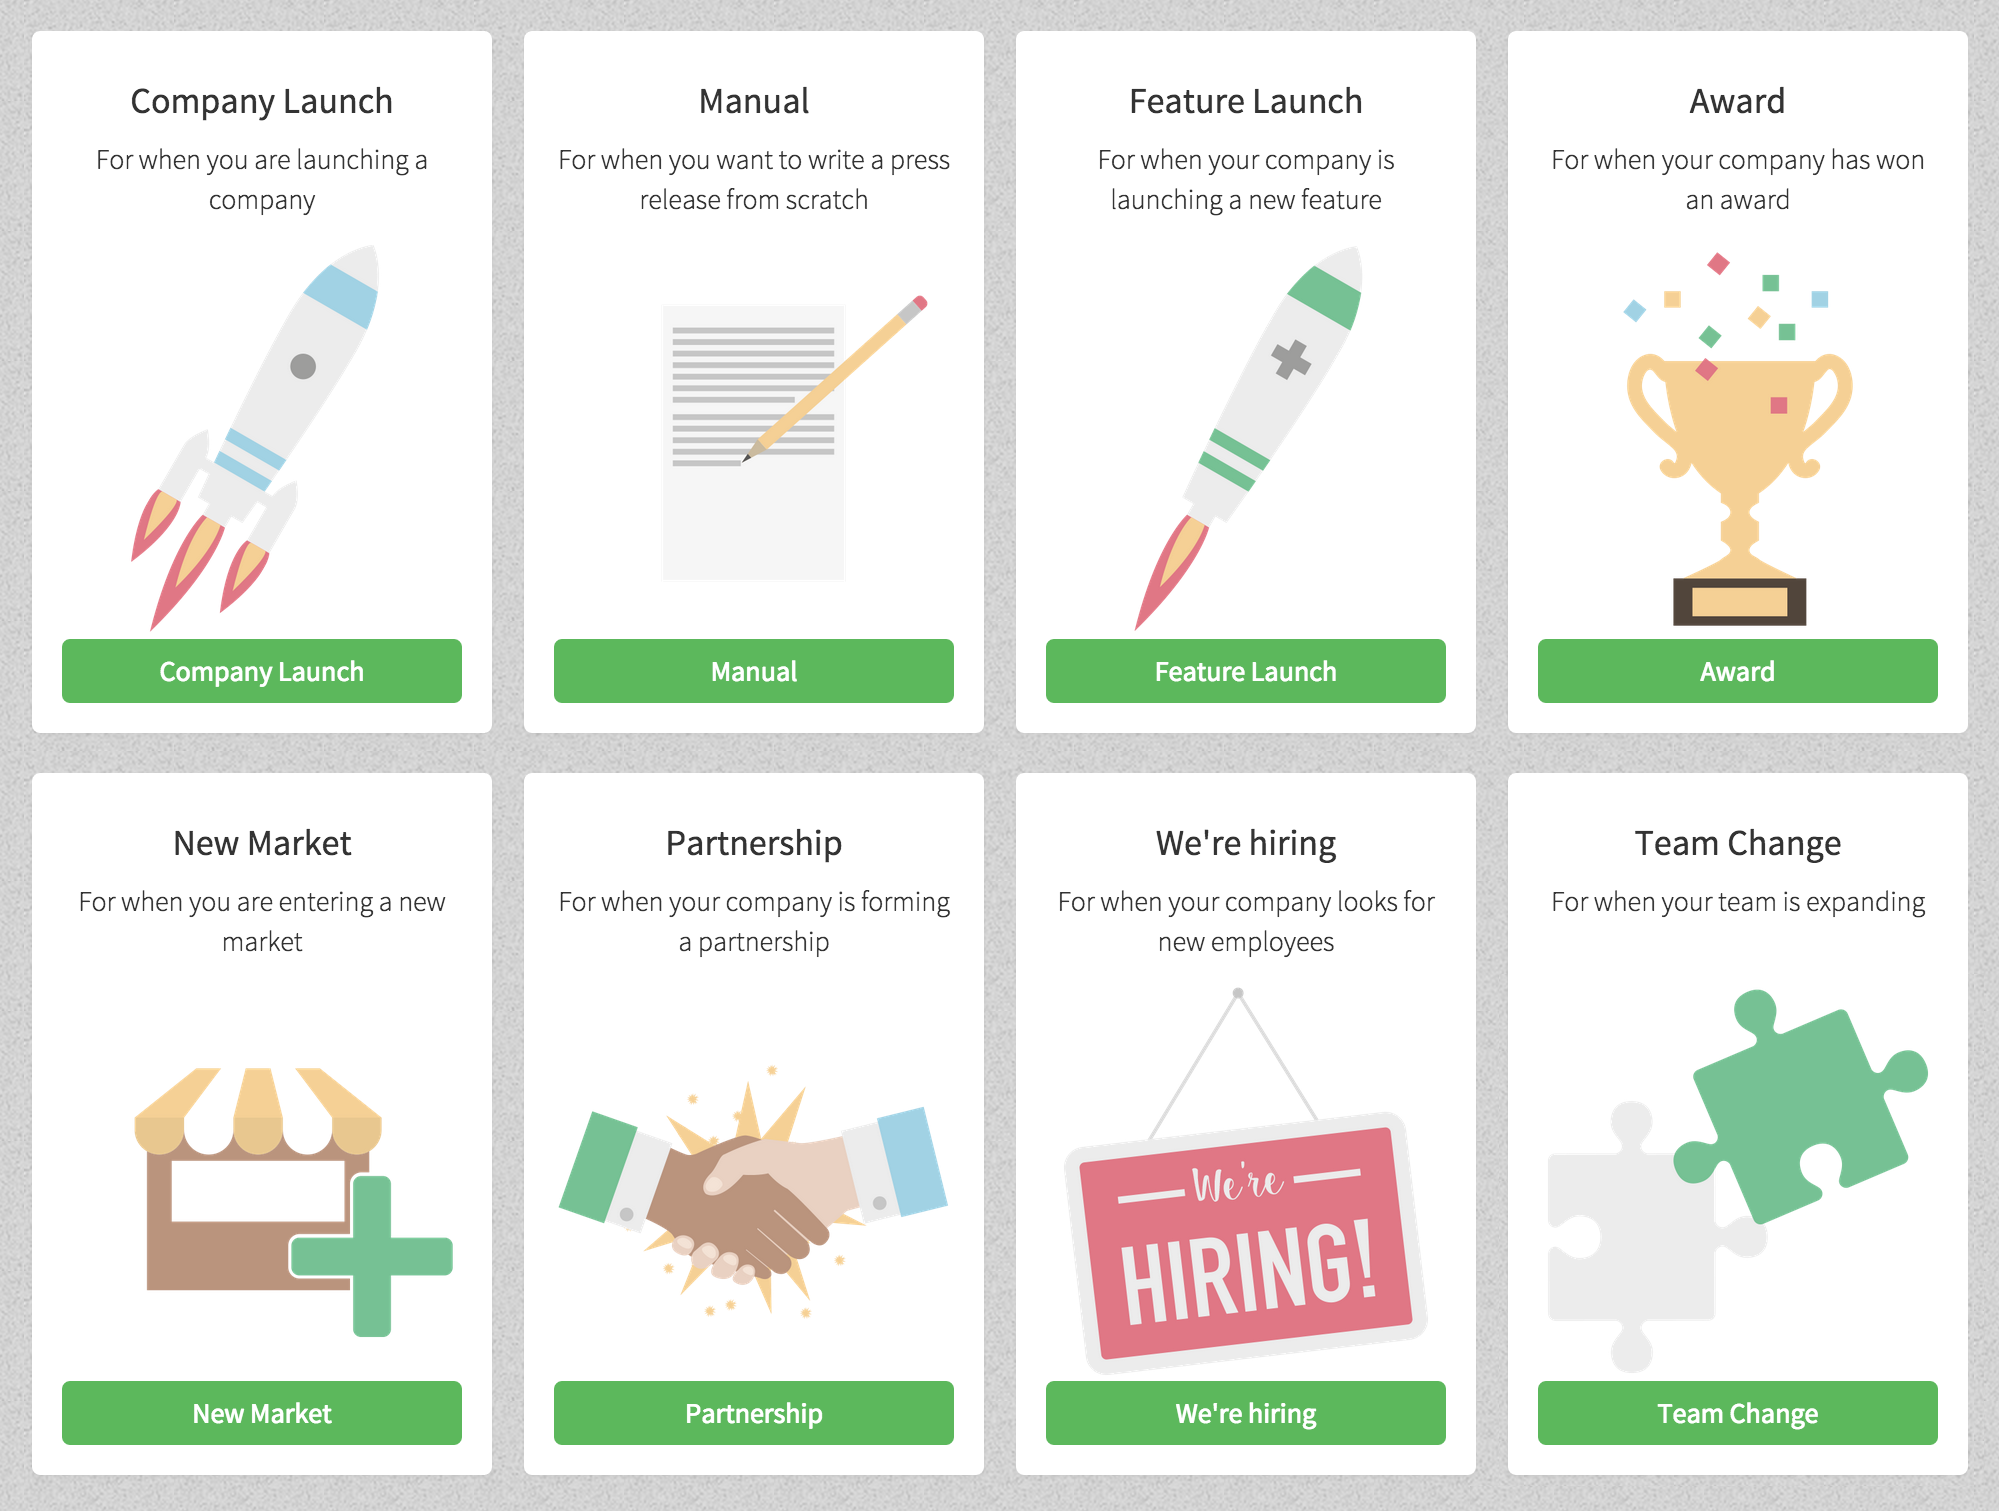 Company Launch
For when you are launching a
company
Company Launch
Manual
For when you want to write a press
release from scratch
Manual
Feature Launch
For when your company is
launching a new feature
Feature Launch
Award
For when your company has won
an award
Award
New Market
For when you are entering a new
market
New Market
Partnership
For when your company is forming
a partnership
Partnership
We're hiring
For when your company looks for
new employees
We're
HIRING!
We're hiring
Team Change
For when your team is expanding
Team Change